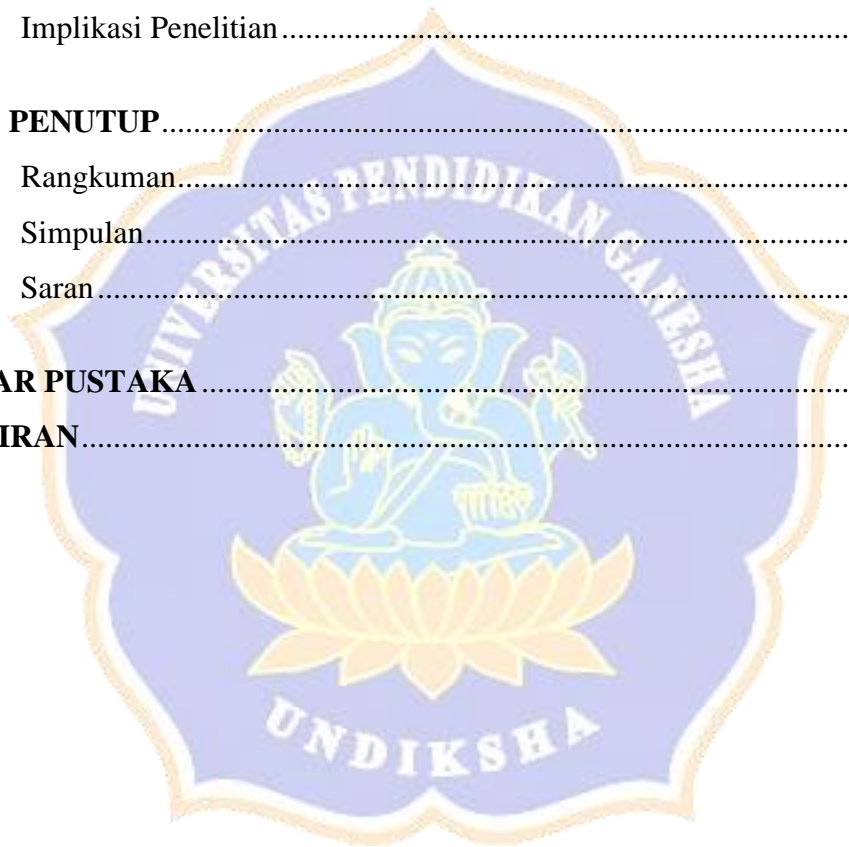 Implikasi Penelitian........................................................................
PENUTUP......................................................................................
Rangkuman.....................................................................................
Simpulan.........................................................................................
Saran...............................................................................................
AR PUSTAKA.................................................................................
IRAN................................................................................................
UNIVERSITAS PENDIDIKAN GANESHA
UNDIKSHA